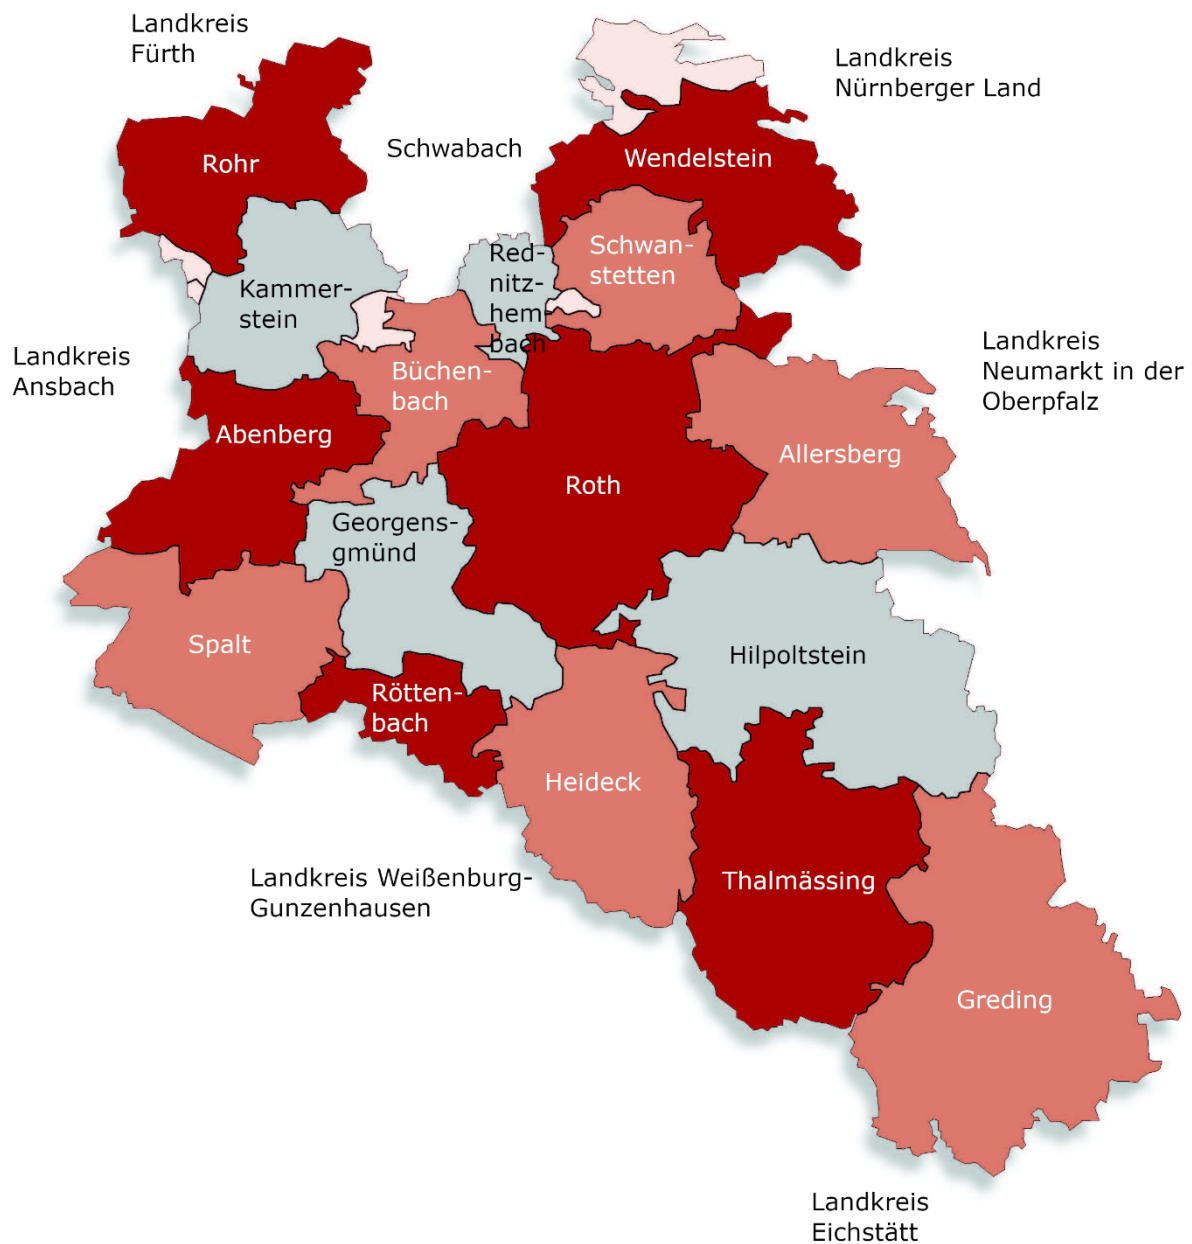 Landkreis
Fürth
Landkreis
Nürnberger Land
Schwabach
Rohr
Wendelstein
Red-
nitz-
hem-
bach
Schwan-
stetten
Kammer-
stein
Landkreis
Ansbach
Landkreis
Neumarkt in der
Oberpfalz
Büchen-
bach
Abenberg
Allersberg
Roth
Georgens-
gmünd
Spalt
Hilpoltstein
Rötten-
bach
Heideck
Landkreis Weißenburg-
Gunzenhausen
Thalmässing
Greding
Landkreis
Eichstätt